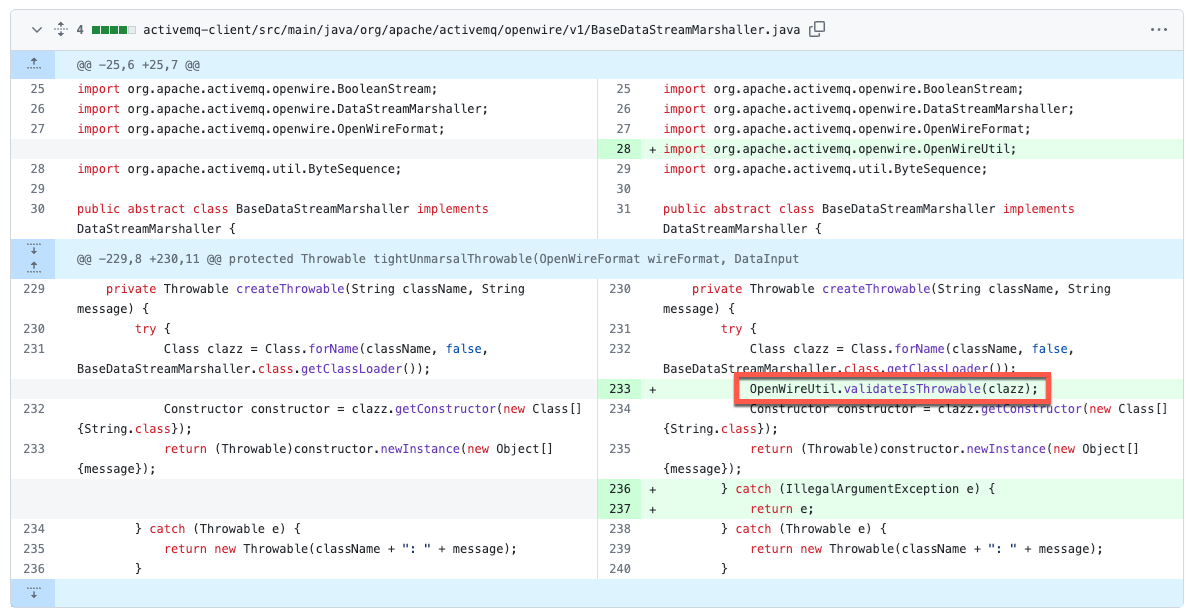 4 activemq-client/src/main/java/org/apache/activemq/openwire/v1/BaseDataStreamMarshaller.java
@@ -25,6 +25,7 @@
25 import org.apache.activemq.openwire.BooleanStream; 25 import org.apache.activemq.openwire.BooleanStream;
26 import org.apache.activemq.openwire.DataStreamMarshaller; 26 import org.apache.activemq.openwire.DataStreamMarshaller;
27 import org.apache.activemq.openwire.OpenWireFormat; 27 import org.apache.activemq.openwire.OpenWireFormat;
28 + import org.apache.activemq.openwire.OpenWireUtil;
28 import org.apache.activemq.util.ByteSequence; 29 import org.apache.activemq.util.ByteSequence;
29 30
30 public abstract class BaseDataStreamMarshaller implements 31 public abstract class BaseDataStreamMarshaller implements
DataStreamMarshaller { DataStreamMarshaller {
@@ -229,8 +230,11 @@ protected Throwable tightUnmarsalThrowable(OpenWireFormat wireFormat, DataInput
229 private Throwable createThrowable(String className, String 230 private Throwable createThrowable(String className, String
message) { message) {
230 try { 231 try {
231 Class clazz = Class.forName(className, false, 232 Class clazz = Class.forName(className, false,
BaseDataStreamMarshaller.class.getClassLoader()); BaseDataStreamMarshaller.class.getClassLoader());
233 + OpenWireUtil.validateIsThrowable(clazz);
232 Constructor constructor = clazz.getConstructor(new Class[] 234 Constructor constructor = clazz.getConstructor(new Class[]
{String.class}); {String.class});
233 return (Throwable)constructor.newInstance(new Object[] 235 return (Throwable)constructor.newInstance(new Object[]
{message}); {message});
236 + } catch (IllegalArgumentException e) {
237 + return e;
234 } catch (Throwable e) { 238 } catch (Throwable e) {
235 return new Throwable(className + ": " + message); 239 return new Throwable(className + ": " + message);
236 } 240 }